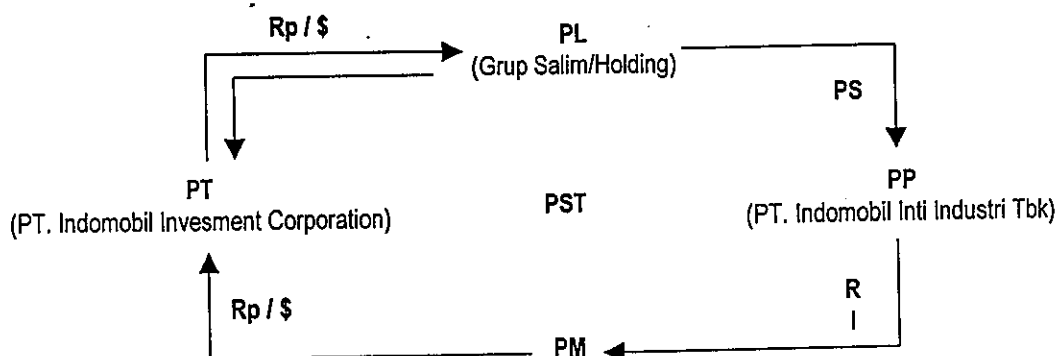 Rp / $
PL
(Grup Salim/Holding)
PS
PT
(PT. Indomobil Invesment Corporation)
PST
PP
(PT. Indomobil Inti Industri Tbk)
Rp / $
R
I
PM